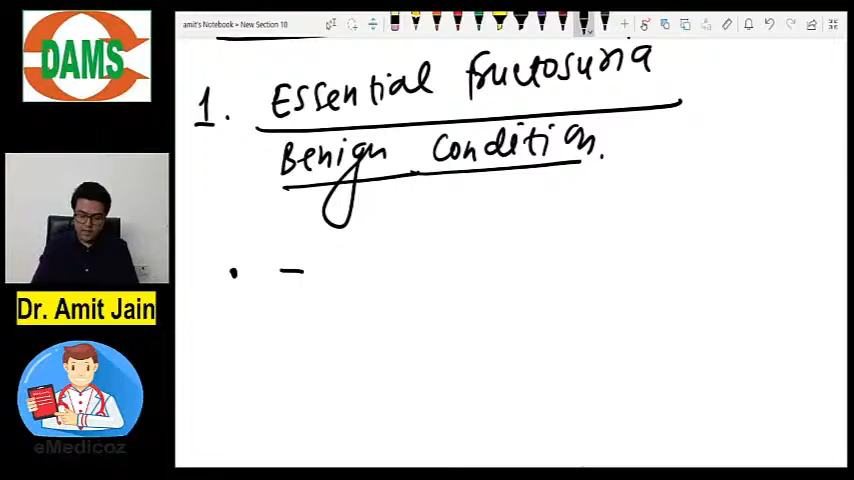 DAMS
amit's Notebook > New Section 10
1. Essential fructosuria
Benign condition.
• -
Dr. Amit Jain
eMedicoz